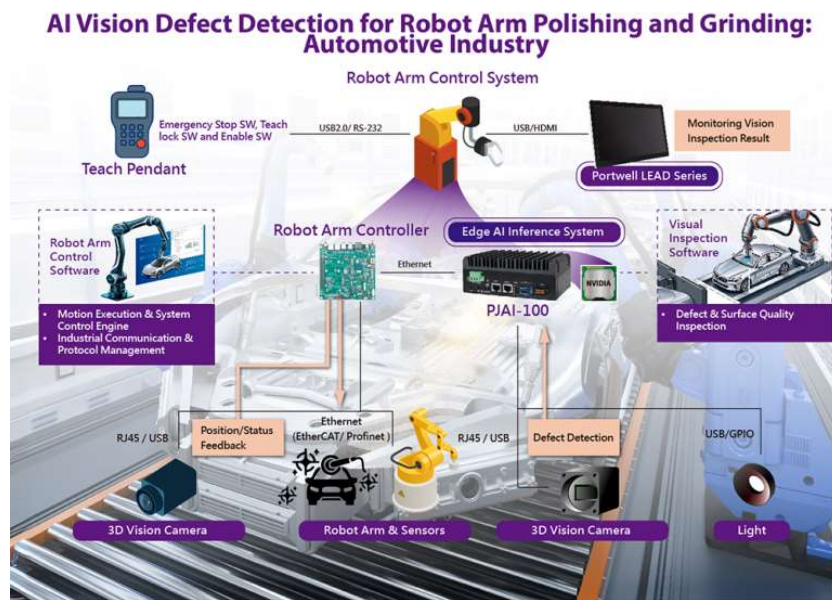 AI Vision Defect Detection for Robot Arm Polishing and Grinding:
Automotive Industry
Robot Arm Control System
Emergency Stop SW, Teach
lock SW and Enable SW
USB2.0/ RS-232
USB/HDMI
Monitoring Vision
Inspection Result
Teach Pendant
Portwell LEAD Series
Robot Arm
Control
Software
Robot Arm Controller
Edge AI Inference System
Visual
Inspection
Software
Ethernet
NVIDIA
PJAI-100
• Motion Execution & System
Control Engine
• Industrial Communication &
Protocol Management
• Defect & Surface Quality
Inspection
RJ45 / USB
Position/Status
Feedback
Ethernet
(EtherCAT/ Profinet )
RJ45 / USB
Defect Detection
USB/GPIO
3D Vision Camera
Robot Arm & Sensors
3D Vision Camera
Light